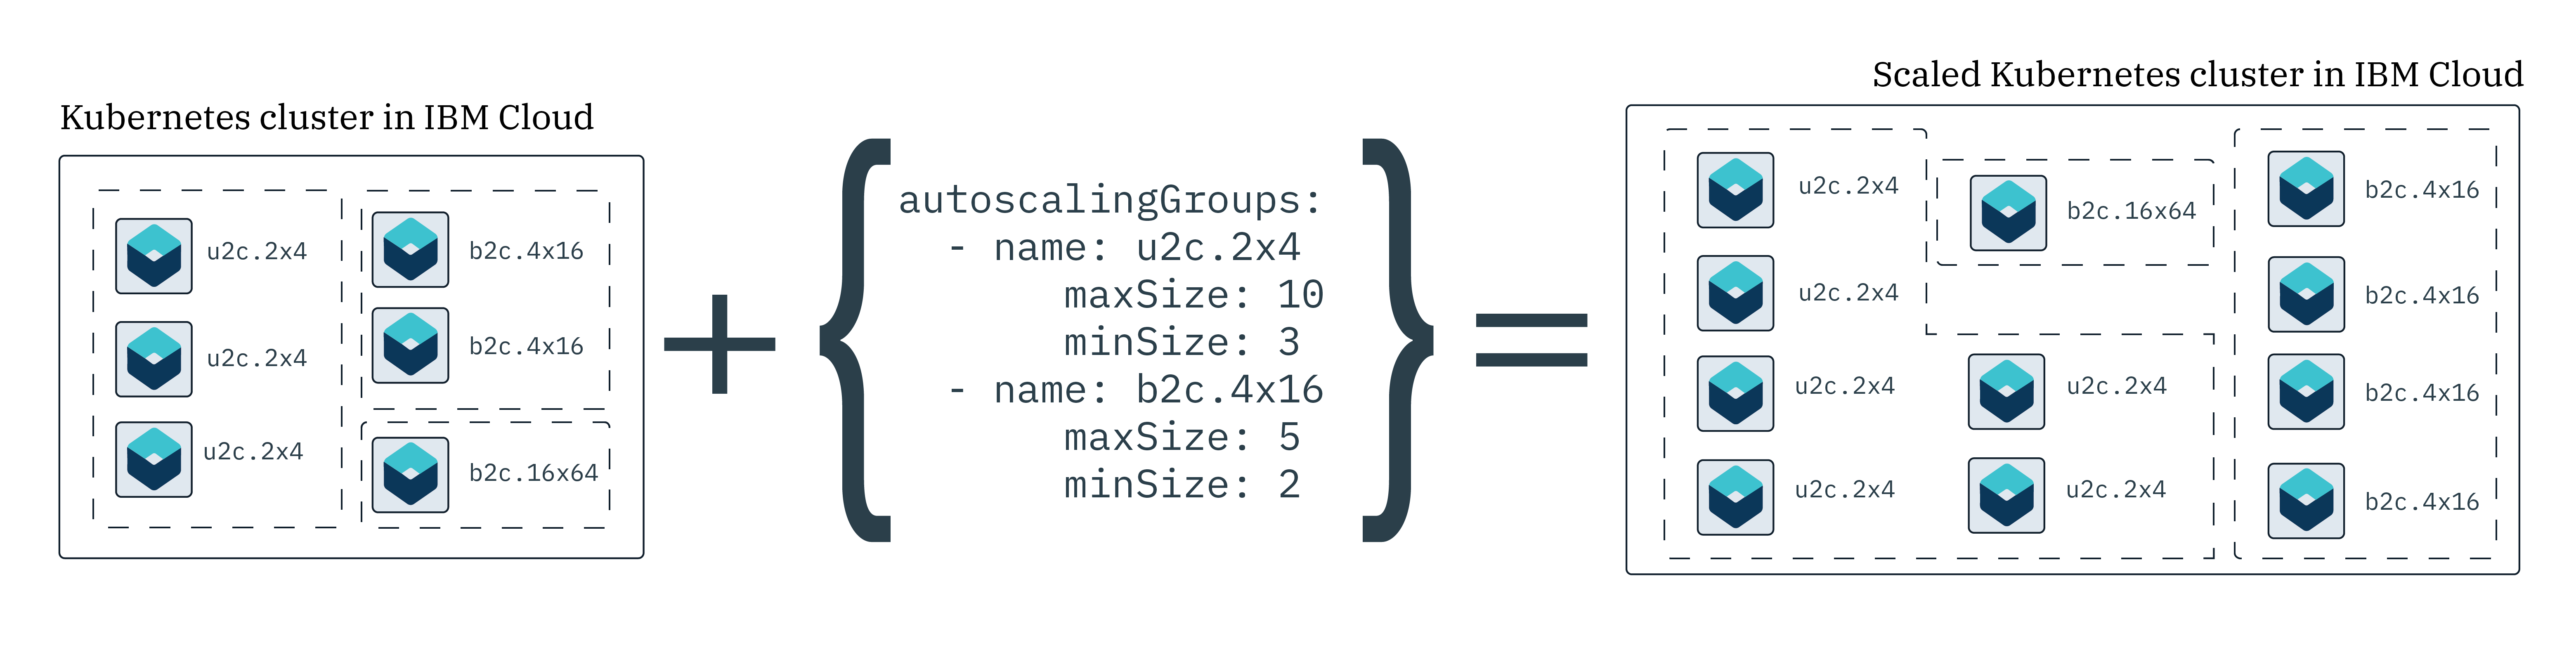 Kubernetes cluster in IBM Cloud
u2c.2x4
u2c.2x4
u2c.2x4
b2c.4x16
b2c.4x16
b2c.16x64
+
{
autoscalingGroups:
- name: u2c.2x4
maxSize: 10
minSize: 3
- name: b2c.4x16
maxSize: 5
minSize: 2
}
=
Scaled Kubernetes cluster in IBM Cloud
u2c.2x4
u2c.2x4
u2c.2x4
u2c.2x4
b2c.16x64
u2c.2x4
u2c.2x4
b2c.4x16
b2c.4x16
b2c.4x16
b2c.4x16